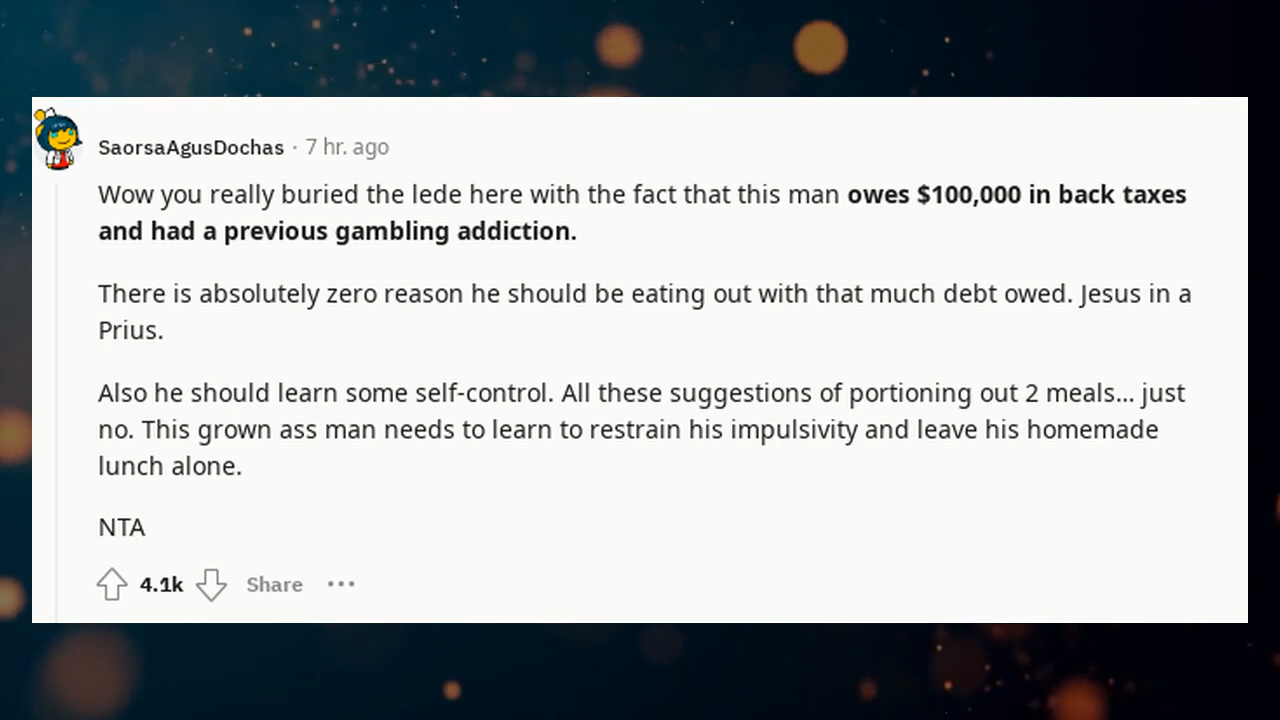 SaorsaAgusDochas · 7 hr. ago
Wow you really buried the lede here with the fact that this man owes $100,000 in back taxes
and had a previous gambling addiction.
There is absolutely zero reason he should be eating out with that much debt owed. Jesus in a
Prius.
Also he should learn some self-control. All these suggestions of portioning out 2 meals... just
no. This grown ass man needs to learn to restrain his impulsivity and leave his homemade
lunch alone.
NTA
4.1k Share ···